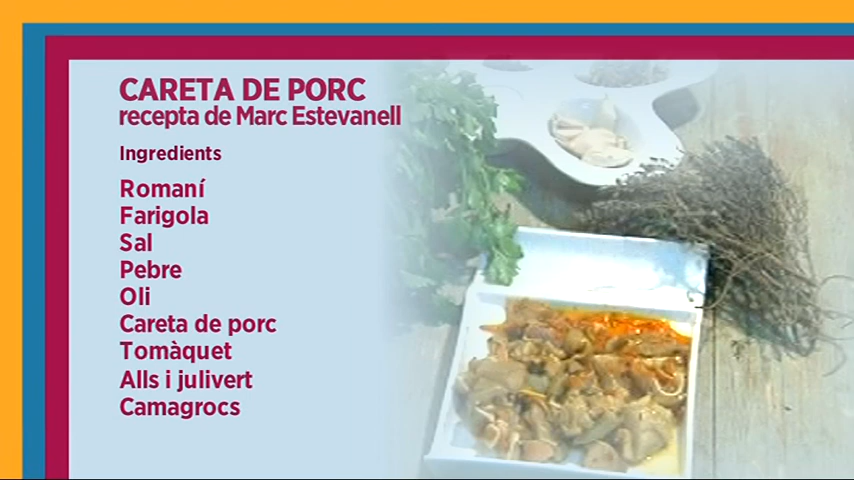 CARETA DE PORC
recepta de Marc Estevanell
Ingredients
Romaní
Farigola
Sal
Pebre
Oli
Careta de porc
Tomàquet
Alls i julivert
Camagrocs